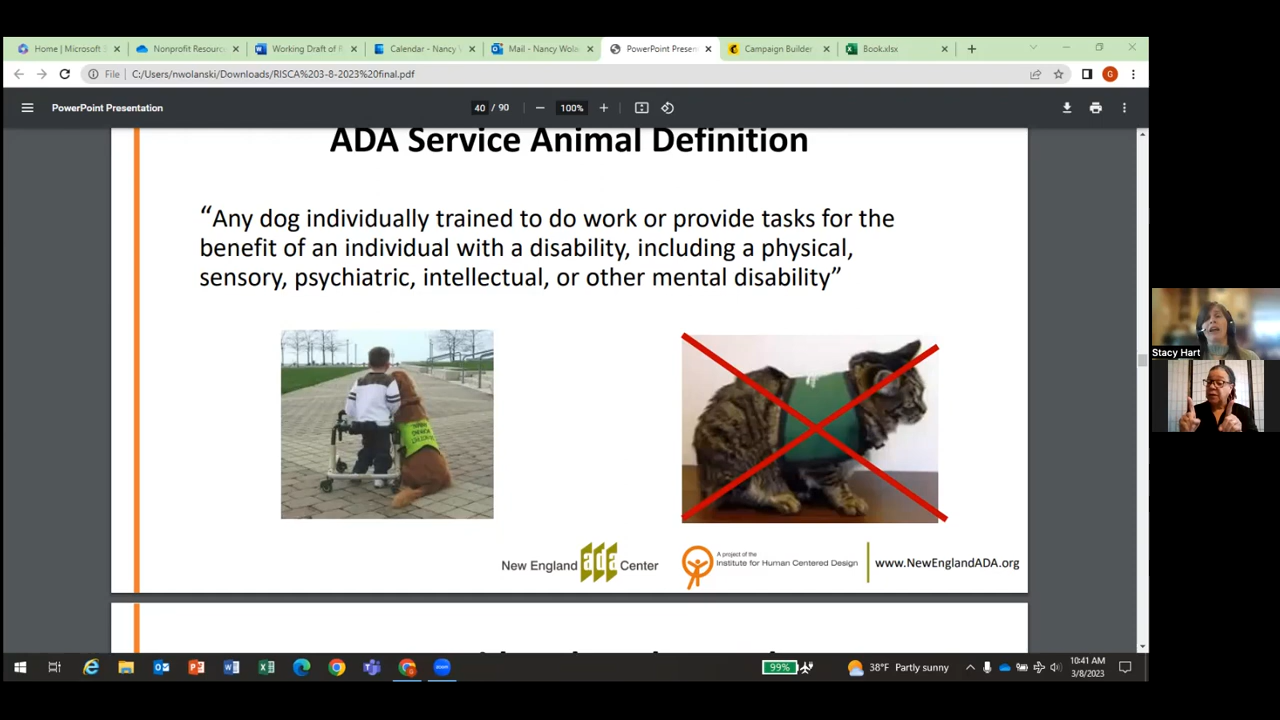 Home | Microsoft
Nonprofit Resourc
Working Draft of R
Calendar - Nancy
Mail - Nancy Wola
PowerPoint Presen
Campaign Builder
Book.xlsx
File
C:/Users/nwolanski/Downloads/RISCA%203-8-2023%20final.pdf
G
PowerPoint Presentation
40 / 90
100%
ADA Service Animal Definition
“Any dog individually trained to do work or provide tasks for the
benefit of an individual with a disability, including a physical,
sensory, psychiatric, intellectual, or other mental disability”
Stacy Hart
New England ada Center
A project of the
Institute for Human Centered Design
www.NewEnglandADA.org
99%
38°F Partly sunny
10:41 AM
3/8/2023